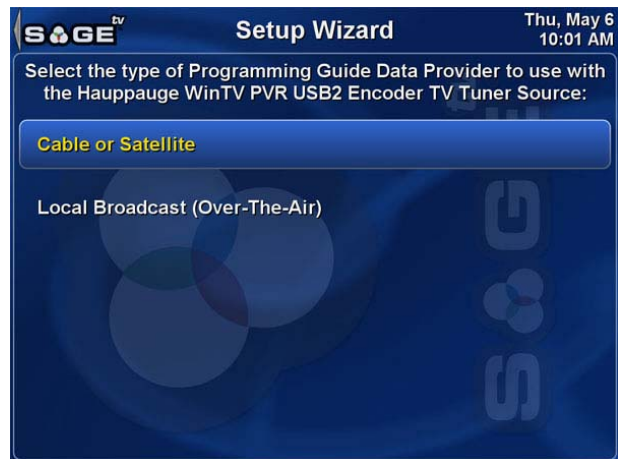 SAGE tv
Setup Wizard
Thu, May 6
10:01 AM
Select the type of Programming Guide Data Provider to use with
the Hauppauge WinTV PVR USB2 Encoder TV Tuner Source:
Cable or Satellite
Local Broadcast (Over-The-Air)
SAGE tv